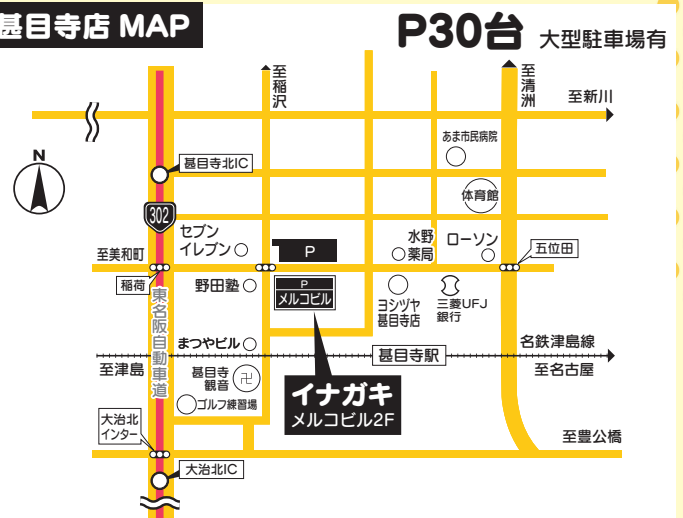 甚目寺店 MAP
P30台 大型駐車場有
至稲沢
至清洲
至新川
N
あま市民病院
甚目寺北IC
体育館
302
セブン
イレブン
P
水野
薬局
ローソン
五位田
至美和町
稲荷
野田塾
P
メルコビル
ヨシヅヤ
甚目寺店
三菱UFJ
銀行
東名阪自動車道
まつやビル
甚目寺駅
名鉄津島線
至津島
至名古屋
甚目寺
観音
卍
イナガキ
メルコビル2F
ゴルフ練習場
大治北
インター
至豊公橋
大治北IC